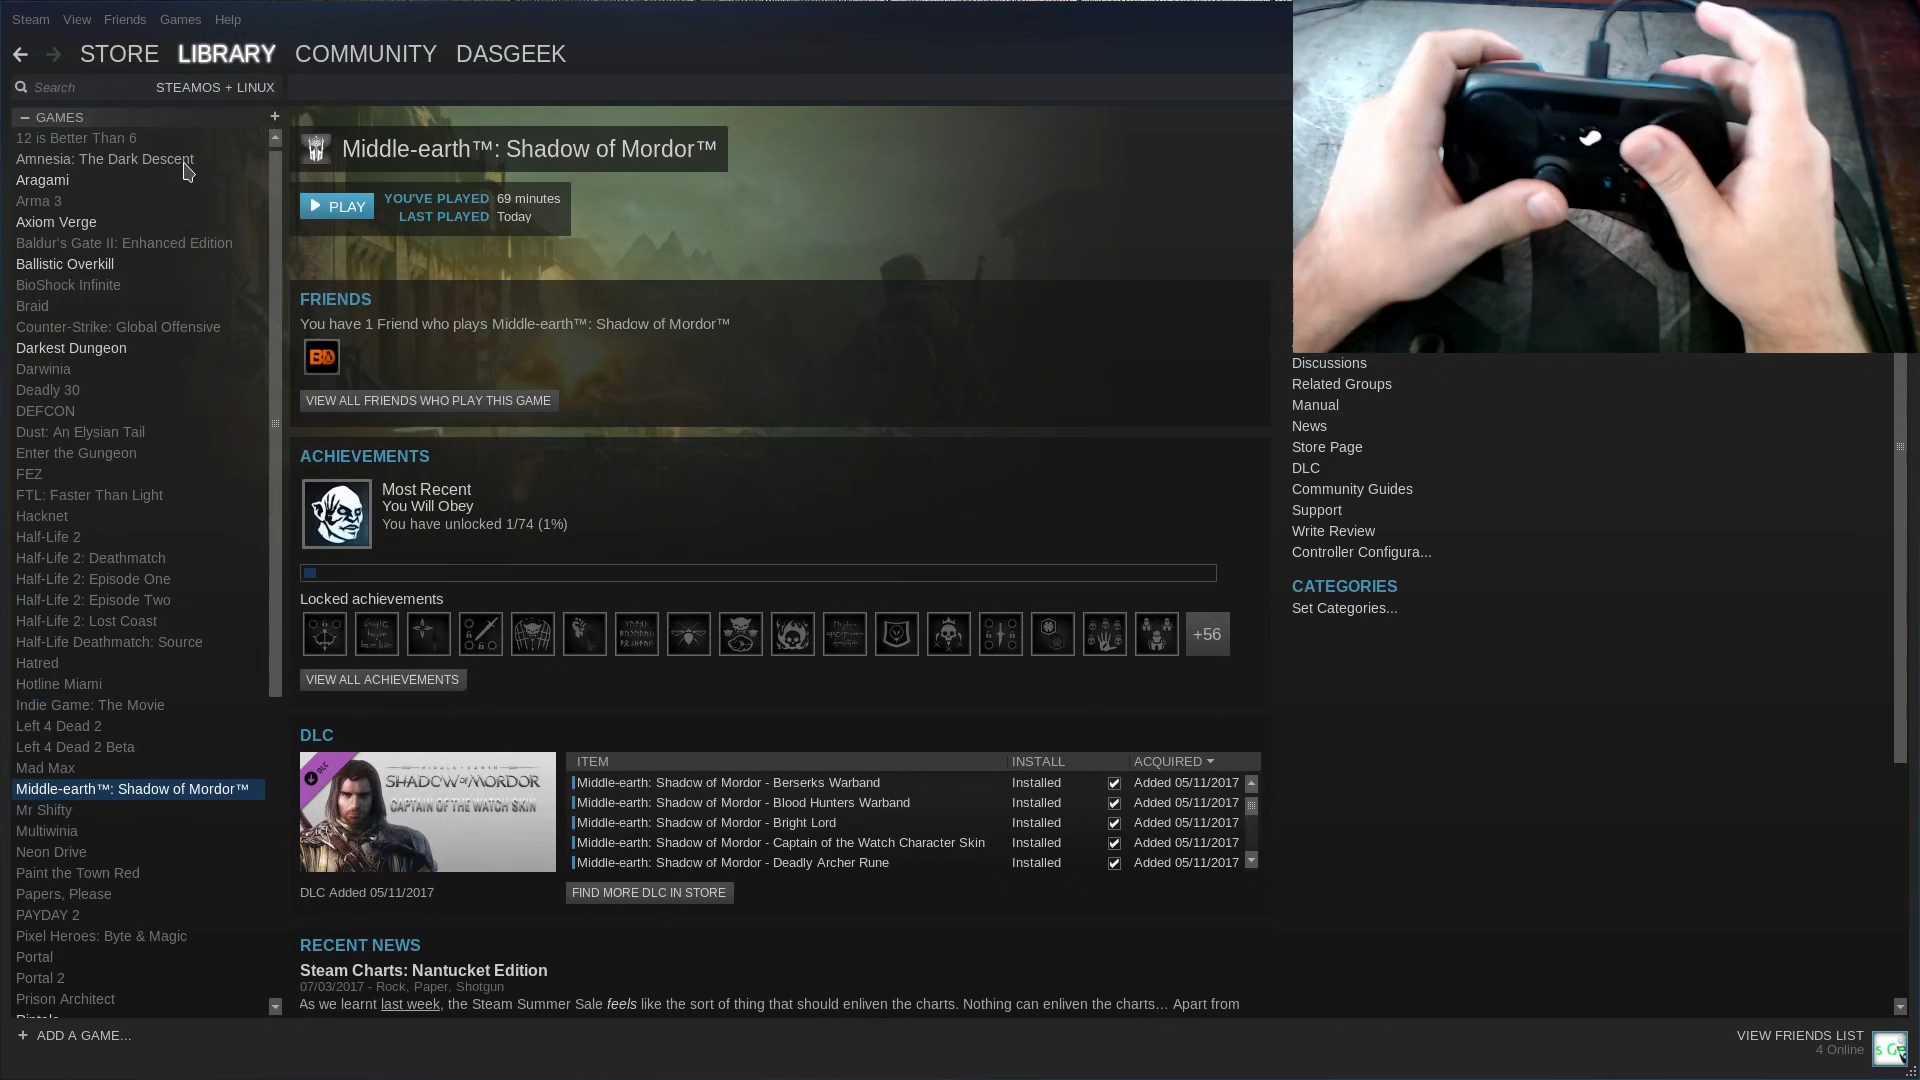 Steam View Friends Games Help
STORE LIBRARY COMMUNITY DASGEEK
Search STEAMOS + LINUX
GAMES +
12 is Better Than 6
Amnesia: The Dark Descent
Aragami
Arma 3
Axiom Verge
Baldur's Gate II: Enhanced Edition
Ballistic Overkill
BioShock Infinite
Braid
Counter-Strike: Global Offensive
Darkest Dungeon
Darwinia
Deadly 30
DEFCON
Dust: An Elysian Tail
Enter the Gungeon
FEZ
FTL: Faster Than Light
Hacknet
Half-Life 2
Half-Life 2: Deathmatch
Half-Life 2: Episode One
Half-Life 2: Episode Two
Half-Life 2: Lost Coast
Half-Life Deathmatch: Source
Hatred
Hotline Miami
Indie Game: The Movie
Left 4 Dead 2
Left 4 Dead 2 Beta
Mad Max
Middle-earth™: Shadow of Mordor™
Mr Shifty
Multiwinia
Neon Drive
Paint the Town Red
Papers, Please
PAYDAY 2
Pixel Heroes: Byte & Magic
Portal
Portal 2
Prison Architect
+ ADD A GAME...
Middle-earth™: Shadow of Mordor™
PLAY
YOU'VE PLAYED 69 minutes
LAST PLAYED Today
FRIENDS
You have 1 Friend who plays Middle-earth™: Shadow of Mordor™
VIEW ALL FRIENDS WHO PLAY THIS GAME
ACHIEVEMENTS
Most Recent
You Will Obey
You have unlocked 1/74 (1%)
Locked achievements
+56
VIEW ALL ACHIEVEMENTS
DLC
DLC
MIDDLE-EARTH
SHADOW OF MORDOR
CAPTAIN OF THE WATCH SKIN
DLC Added 05/11/2017
ITEM INSTALL ACQUIRED
Middle-earth: Shadow of Mordor - Berserks Warband Installed Added 05/11/2017
Middle-earth: Shadow of Mordor - Blood Hunters Warband Installed Added 05/11/2017
Middle-earth: Shadow of Mordor - Bright Lord Installed Added 05/11/2017
Middle-earth: Shadow of Mordor - Captain of the Watch Character Skin Installed Added 05/11/2017
Middle-earth: Shadow of Mordor - Deadly Archer Rune Installed Added 05/11/2017
FIND MORE DLC IN STORE
RECENT NEWS
Steam Charts: Nantucket Edition
07/03/2017 - Rock, Paper, Shotgun
As we learnt last week, the Steam Summer Sale feels like the sort of thing that should enliven the charts. Nothing can enliven the charts… Apart from
Discussions
Related Groups
Manual
News
Store Page
DLC
Community Guides
Support
Write Review
Controller Configura...
CATEGORIES
Set Categories...
VIEW FRIENDS LIST
4 Online